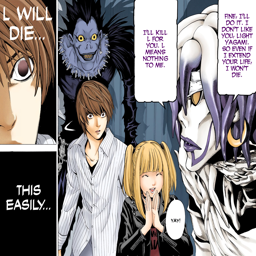 L WILL
DIE...
THIS
EASILY...
I'LL KILL
L FOR
YOU. L
MEANS
NOTHING
TO ME.
FINE, I'LL
DO IT. I
DON'T LIKE
YOU LIGHT
YAGAMI.
SO EVEN IF
I EXTEND
YOUR LIFE,
I WON'T
DIE.
YAY!